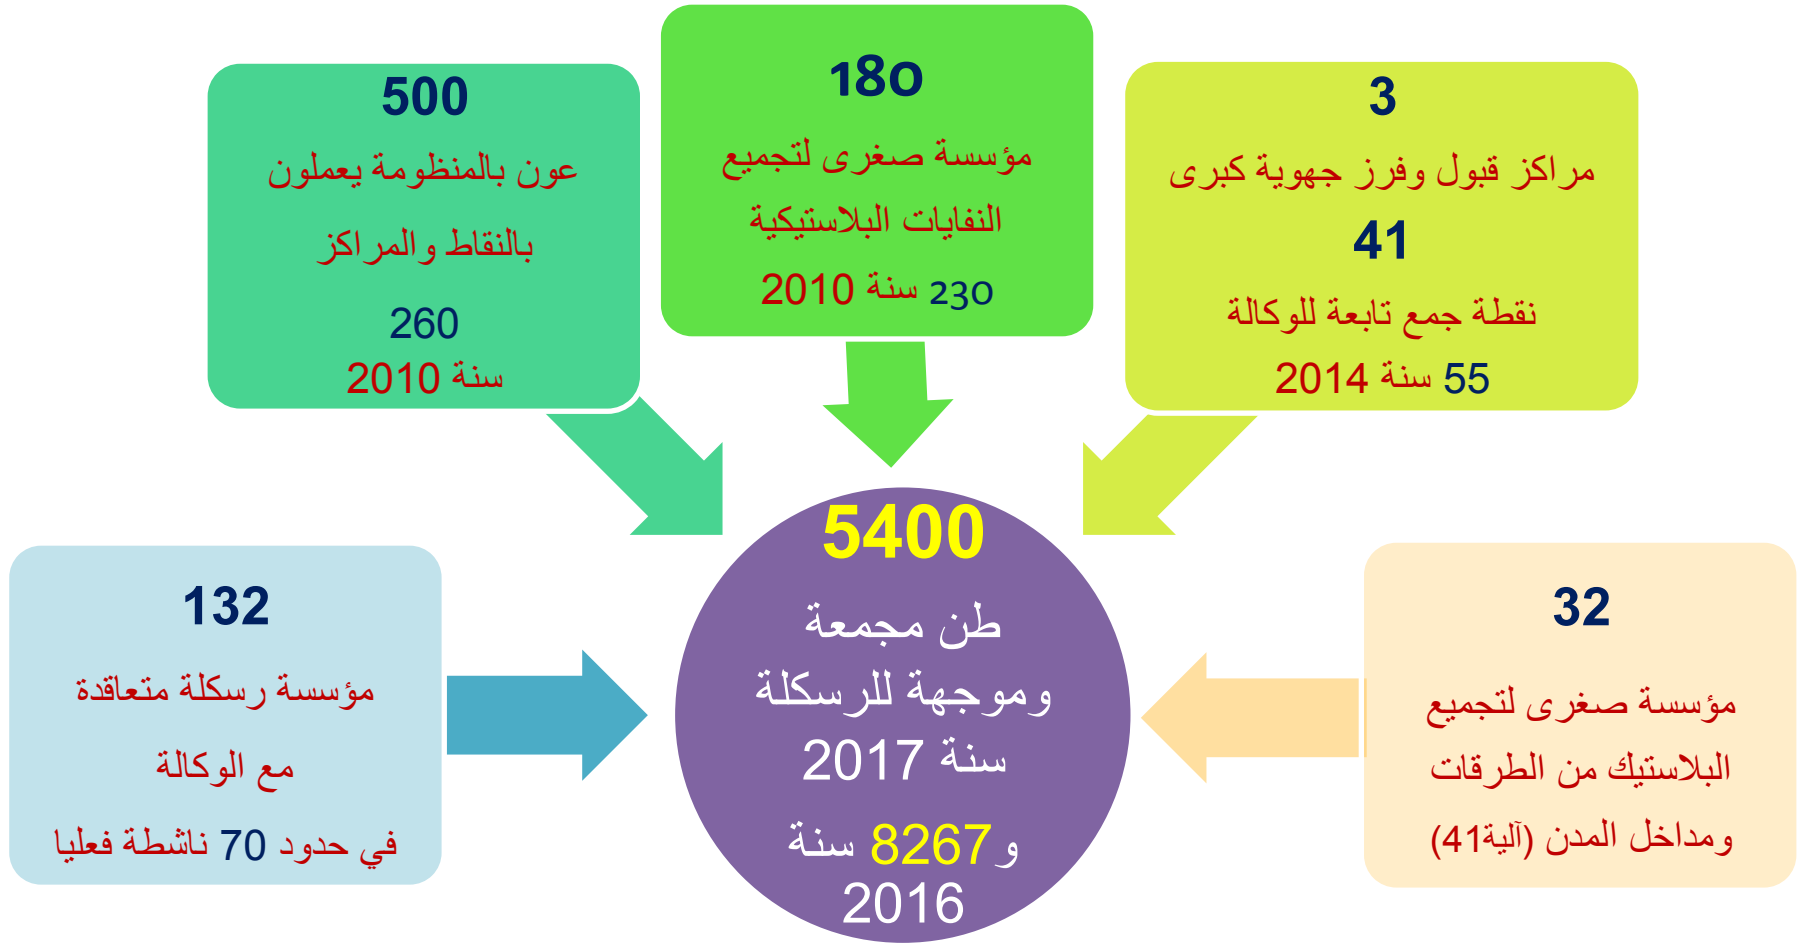 3
مراكز قبول وفرز جهوية كبرى
41
نقطة جمع تابعة للوكالة
55 سنة 2014
180
مؤسسة صغرى لتجميع
النفايات البلاستيكية
230 سنة 2010
500
عون بالمنظومة يعملون
بالنقاط والمراكز
260
سنة 2010
32
مؤسسة صغرى لتجميع
البلاستيك من الطرقات
ومداخل المدن (آلية41)
5400
طن مجمعة
وموجهة للرسكلة
سنة 2017
و8267 سنة
2016
132
مؤسسة رسكلة متعاقدة
مع الوكالة
في حدود 70 ناشطة فعليا